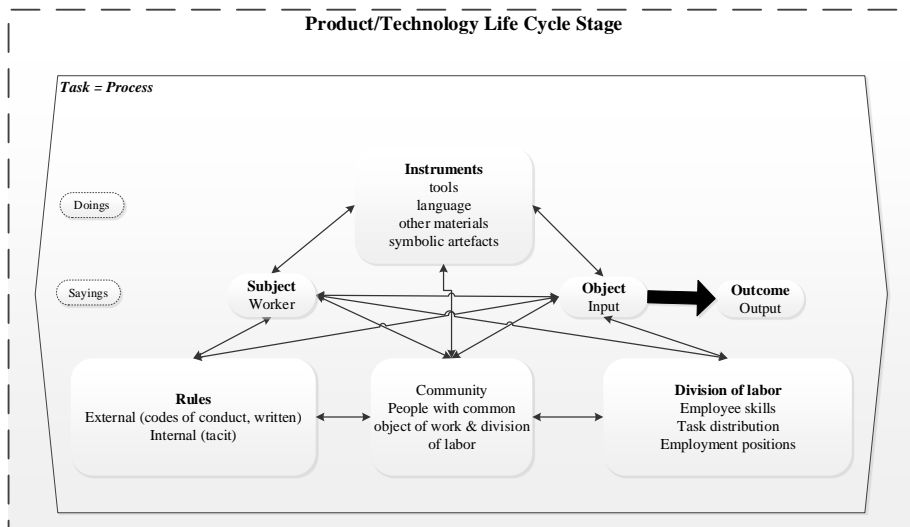 Product/Technology Life Cycle Stage
Task = Process
Instruments
tools
language
other materials
symbolic artefacts
Doings
Sayings
Subject
Worker
Object
Input
Outcome
Output
Rules
External (codes of conduct, written)
Internal (tacit)
Community
People with common
object of work & division
of labor
Division of labor
Employee skills
Task distribution
Employment positions